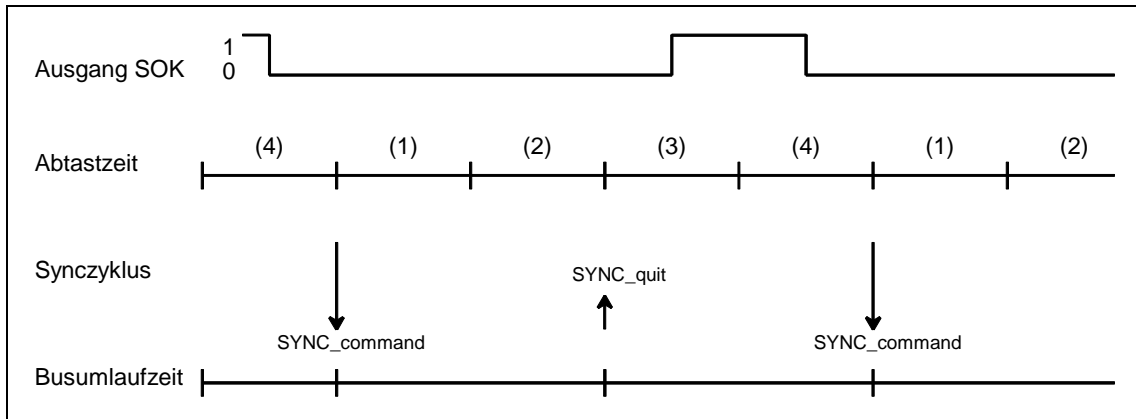 1
Ausgang SOK
0
(4) (1) (2) (3) (4) (1) (2)
Abtastzeit
Synczyklus
SYNC_quit
SYNC_command SYNC_command
Busumlaufzeit